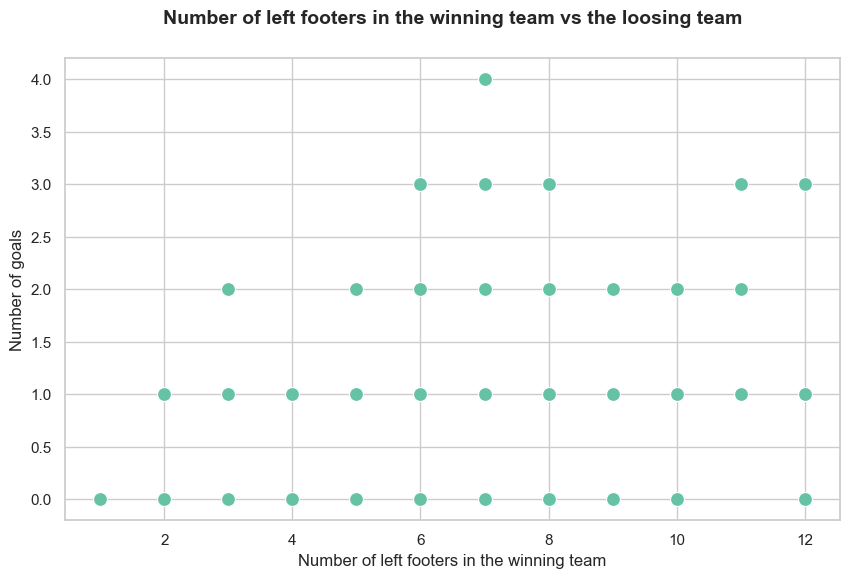 Number of left footers in the winning team vs the loosing team
4.0
3.5
3.0
2.5
2.0
1.5
1.0
0.5
0.0
Number of goals
2 4 6 8 10 12
Number of left footers in the winning team